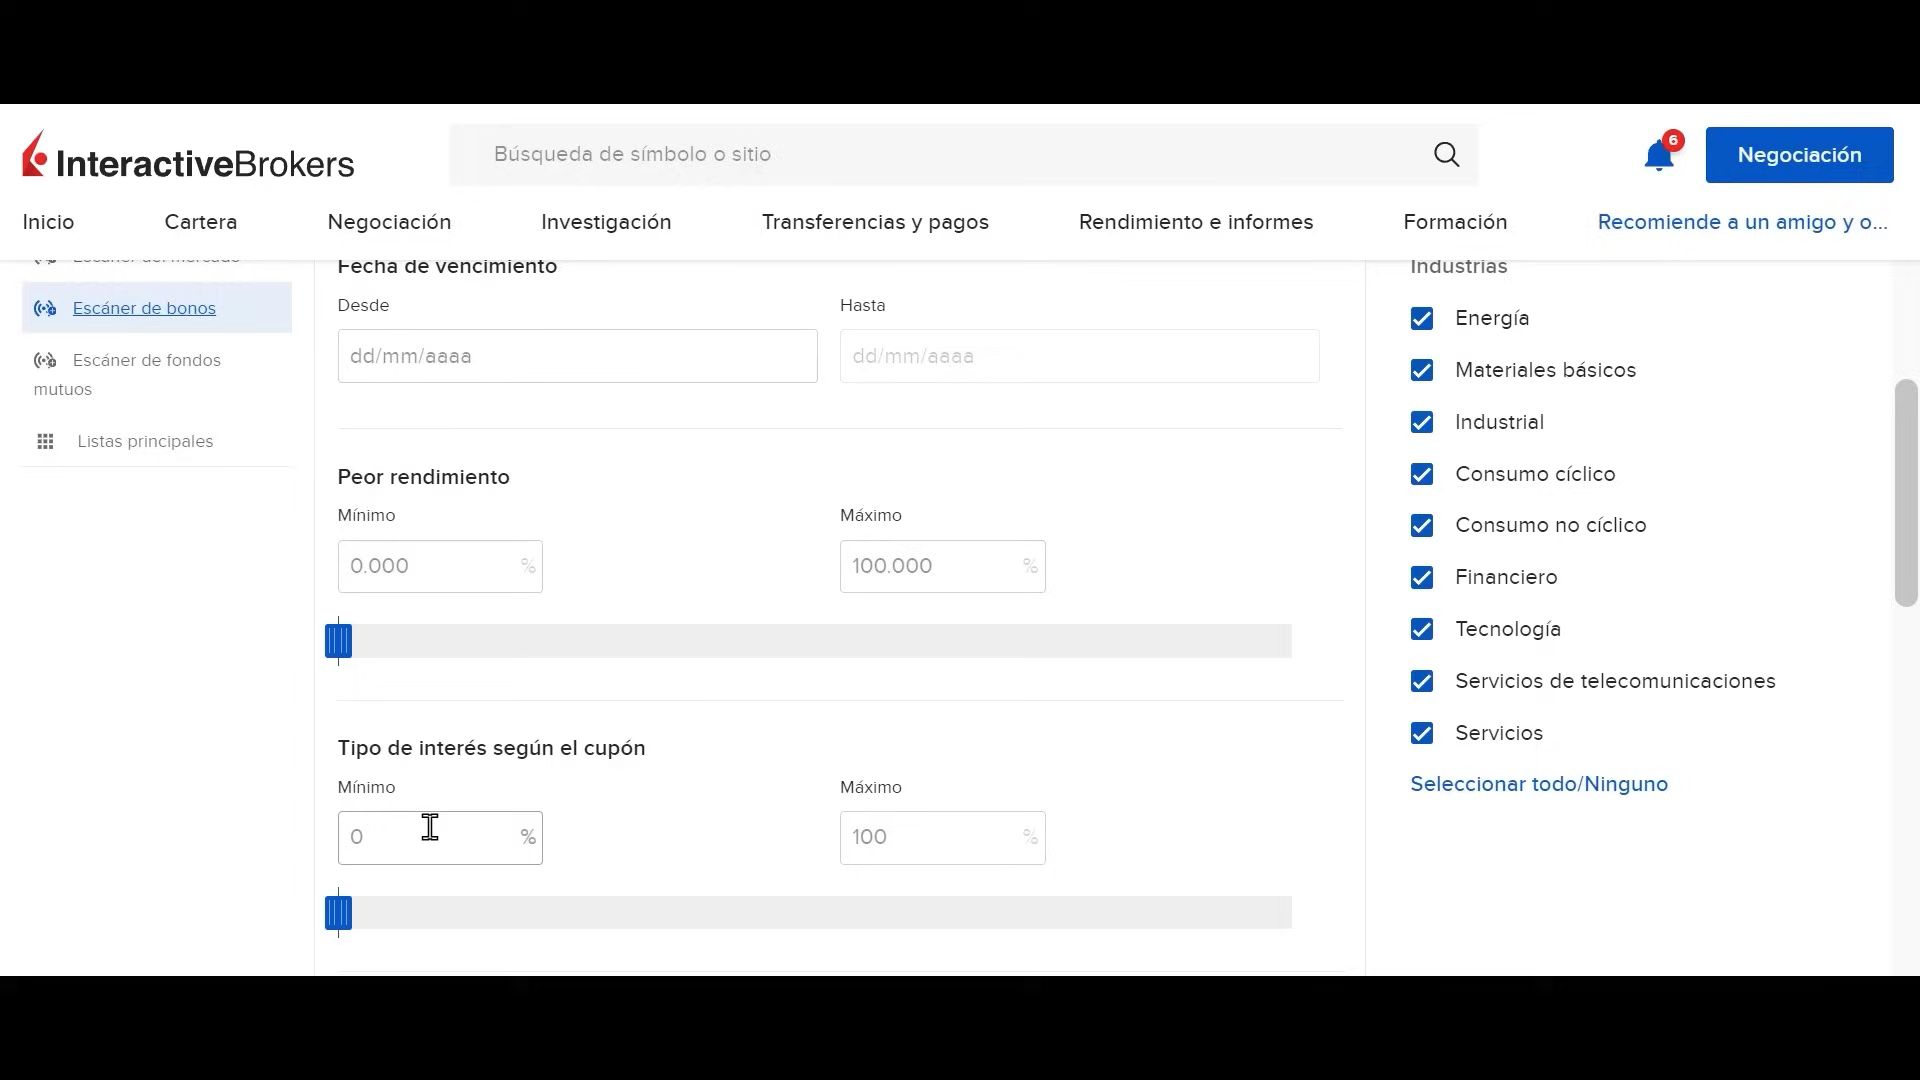 InteractiveBrokers
Búsqueda de símbolo o sitio
6
Negociación
Inicio
Cartera
Negociación
Investigación
Transferencias y pagos
Rendimiento e informes
Formación
Recomiende a un amigo y o...
Escáner del mercado
Escáner de bonos
Escáner de fondos
mutuos
Listas principales
Fecha de vencimiento
Desde
Hasta
dd/mm/aaaa
dd/mm/aaaa
Peor rendimiento
Mínimo
Máximo
0.000 %
100.000 %
Tipo de interés según el cupón
Mínimo
Máximo
0 %
100 %
Industrias
Energía
Materiales básicos
Industrial
Consumo cíclico
Consumo no cíclico
Financiero
Tecnología
Servicios de telecomunicaciones
Servicios
Seleccionar todo/Ninguno